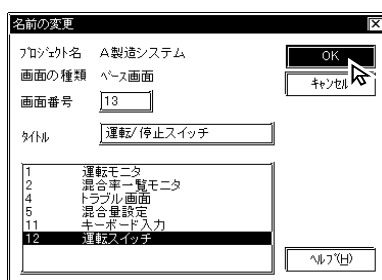 名前の変更
プロジェクト名 A製造システム
OK
画面の種類 ベース画面
キャンセル
画面番号 13
タイトル 運転/停止スイッチ
1 運転モニタ
2 混合率一覧モニタ
4 トラブル画面
5 混合量設定
11 キーボード入力
12 運転スイッチ
ヘルプ(H)